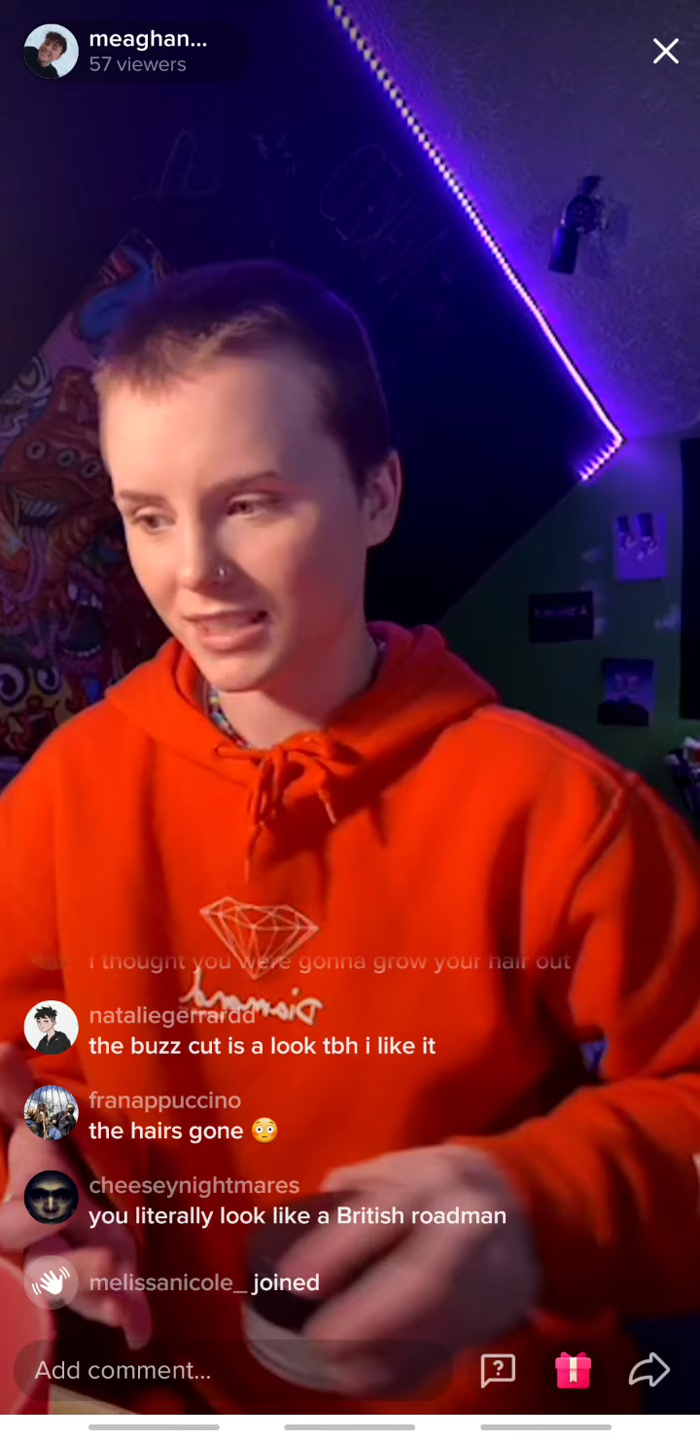 meaghan...
57 viewers
i thought you were gonna grow your hair out
nataliegerrardd
the buzz cut is a look tbh i like it
franappuccino
the hairs gone 😳
cheeseynightmares
you literally look like a British roadman
melissanicole_ joined
Add comment...
Diamond